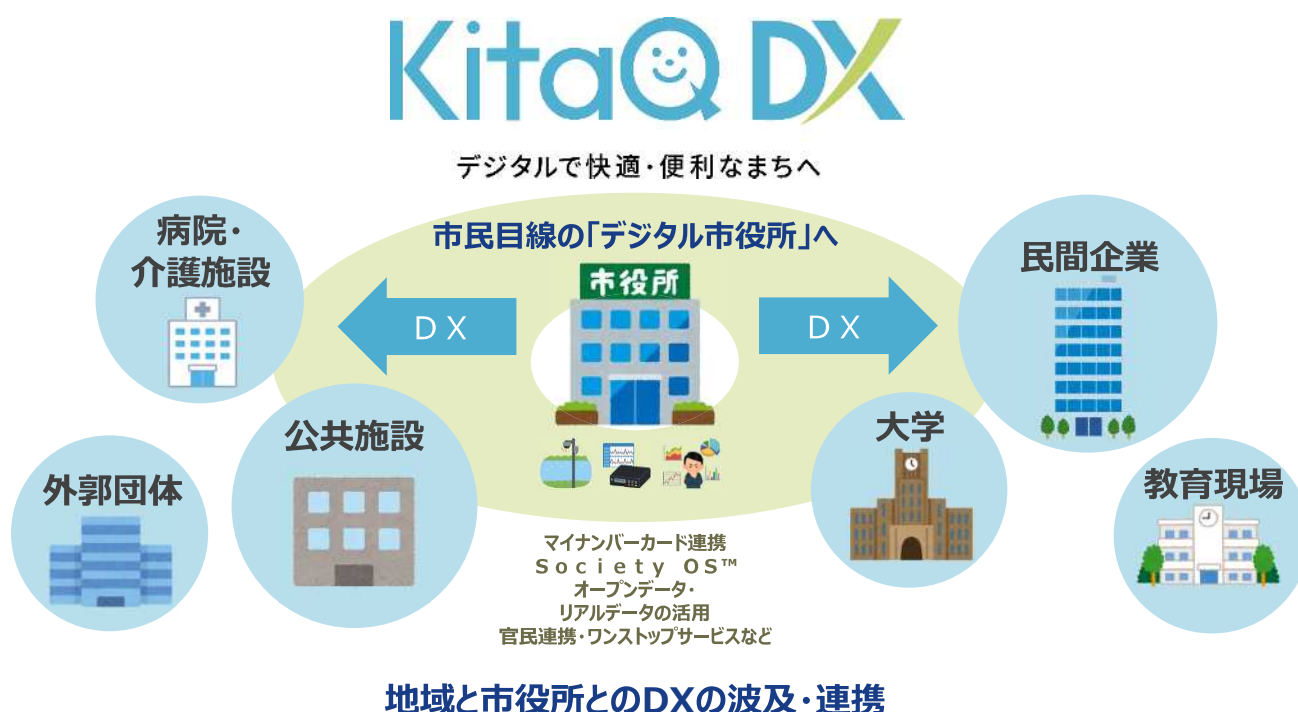 KitaQ DX
デジタルで快適・便利なまちへ
市民目線の「デジタル市役所」へ
病院・
介護施設
市役所
民間企業
ＤＸ
ＤＸ
公共施設
大学
外郭団体
教育現場
マイナンバーカード連携
Ｓｏｃｉｅｔｙ ＯＳ™
オープンデータ・
リアルデータの活用
官民連携・ワンストップサービスなど
地域と市役所とのDXの波及・連携